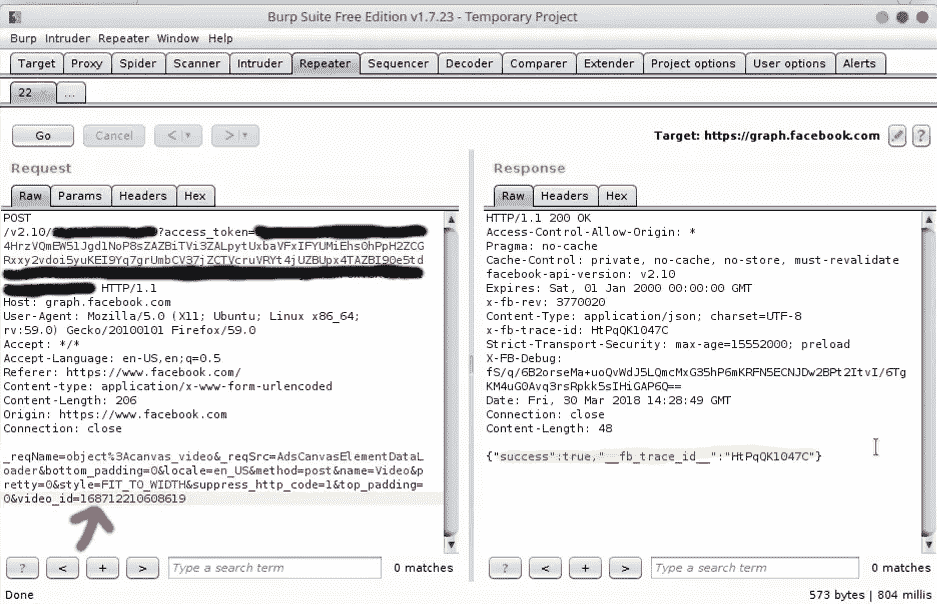 Burp Suite Free Edition v1.7.23 - Temporary Project
Burp Intruder Repeater Window Help
Target Proxy Spider Scanner Intruder Repeater Sequencer Decoder Comparer Extender Project options User options Alerts
22 × ...
Go Cancel < > Target: https://graph.facebook.com ?
Request
Raw Params Headers Hex
POST
/v2.10/ ?access_token=
HTTP/1.1
Host: graph.facebook.com
User-Agent: Mozilla/5.0 (X11; Ubuntu; Linux x86_64;
rv:59.0) Gecko/20100101 Firefox/59.0
Accept: */*
Accept-Language: en-US,en;q=0.5
Referer: https://www.facebook.com/
Content-type: application/x-www-form-urlencoded
Content-Length: 206
Origin: https://www.facebook.com
Connection: close
_reqName=object%3Acanvas_video&_reqSrc=AdsCanvasElementDataL
oader&bottom_padding=0&locale=en_US&method=post&name=Video&p
retty=0&style=FIT_TO_WIDTH&suppress_http_code=1&top_padding=
0&video_id=168712210608619
? < + > Type a search term 0 matches
Response
Raw Headers Hex
HTTP/1.1 200 OK
Access-Control-Allow-Origin: *
Pragma: no-cache
Cache-Control: private, no-cache, no-store, must-revalidate
facebook-api-version: v2.10
Expires: Sat, 01 Jan 2000 00:00:00 GMT
x-fb-rev: 3770020
Content-Type: application/json; charset=UTF-8
x-fb-trace-id: HtPqQK1047C
Strict-Transport-Security: max-age=15552000; preload
X-FB-Debug:
fS/q/6B2orseMa+uoQvWdJ5LQmcMxG35hP6mKRFN5ECNJDw2BPt2ItvI/6Tg
KM4uG0Avq3rsRpkk5sIHiGAP6Q==
Date: Fri, 30 Mar 2018 14:28:49 GMT
Connection: close
Content-Length: 48
{"success":true,"__fb_trace_id__":"HtPqQK1047C"}
? < + > Type a search term 0 matches
Done 573 bytes | 804 millis